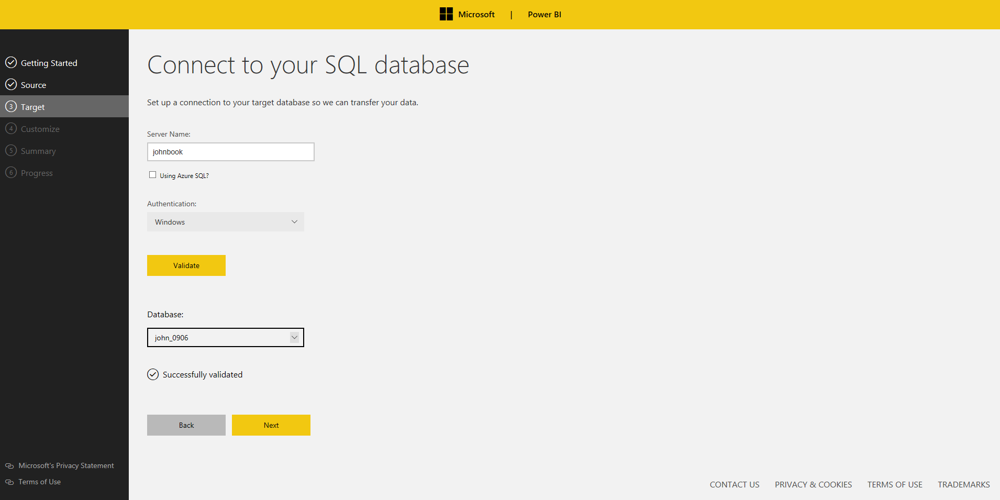 Microsoft | Power BI
Getting Started
Source
3 Target
4 Customize
5 Summary
6 Progress
Microsoft's Privacy Statement
Terms of Use
Connect to your SQL database
Set up a connection to your target database so we can transfer your data.
Server Name:
johnbook
Using Azure SQL?
Authentication:
Windows
Validate
Database:
john_0906
Successfully validated
Back Next
CONTACT US PRIVACY & COOKIES TERMS OF USE TRADEMARKS